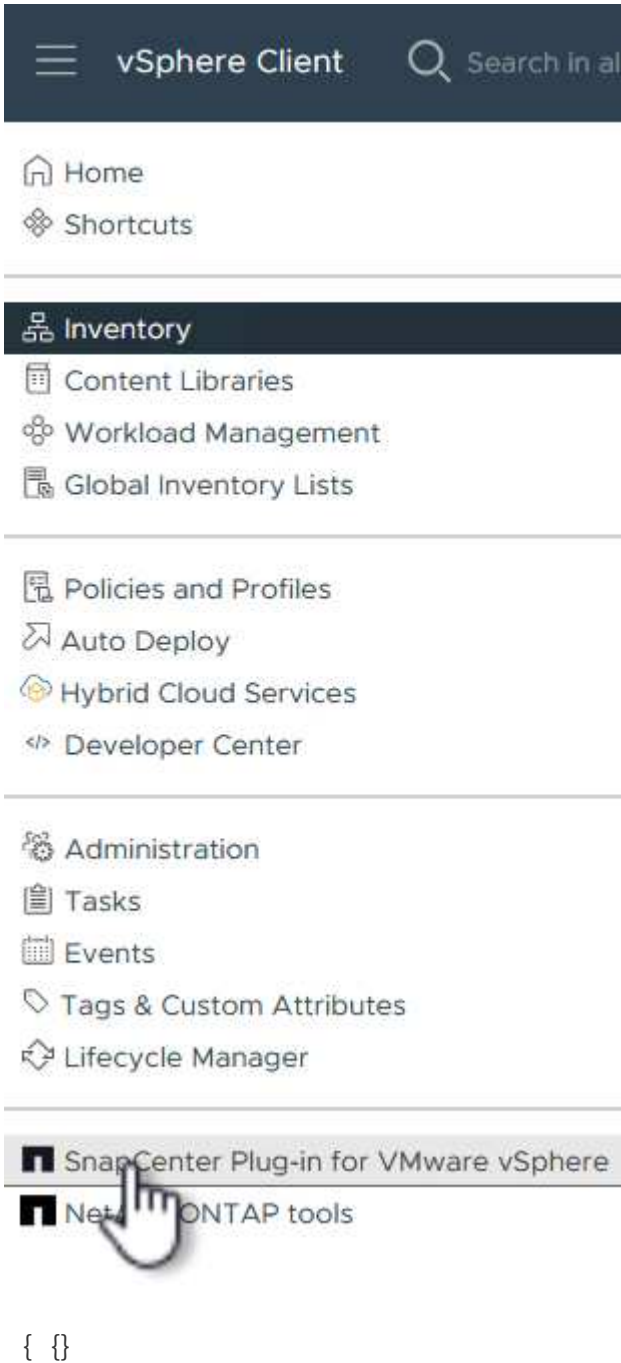 vSphere Client
Search in al
Home
Shortcuts
Inventory
Content Libraries
Workload Management
Global Inventory Lists
Policies and Profiles
Auto Deploy
Hybrid Cloud Services
</> Developer Center
Administration
Tasks
Events
Tags & Custom Attributes
Lifecycle Manager
SnapCenter Plug-in for VMware vSphere
ONTAP tools
{ {}